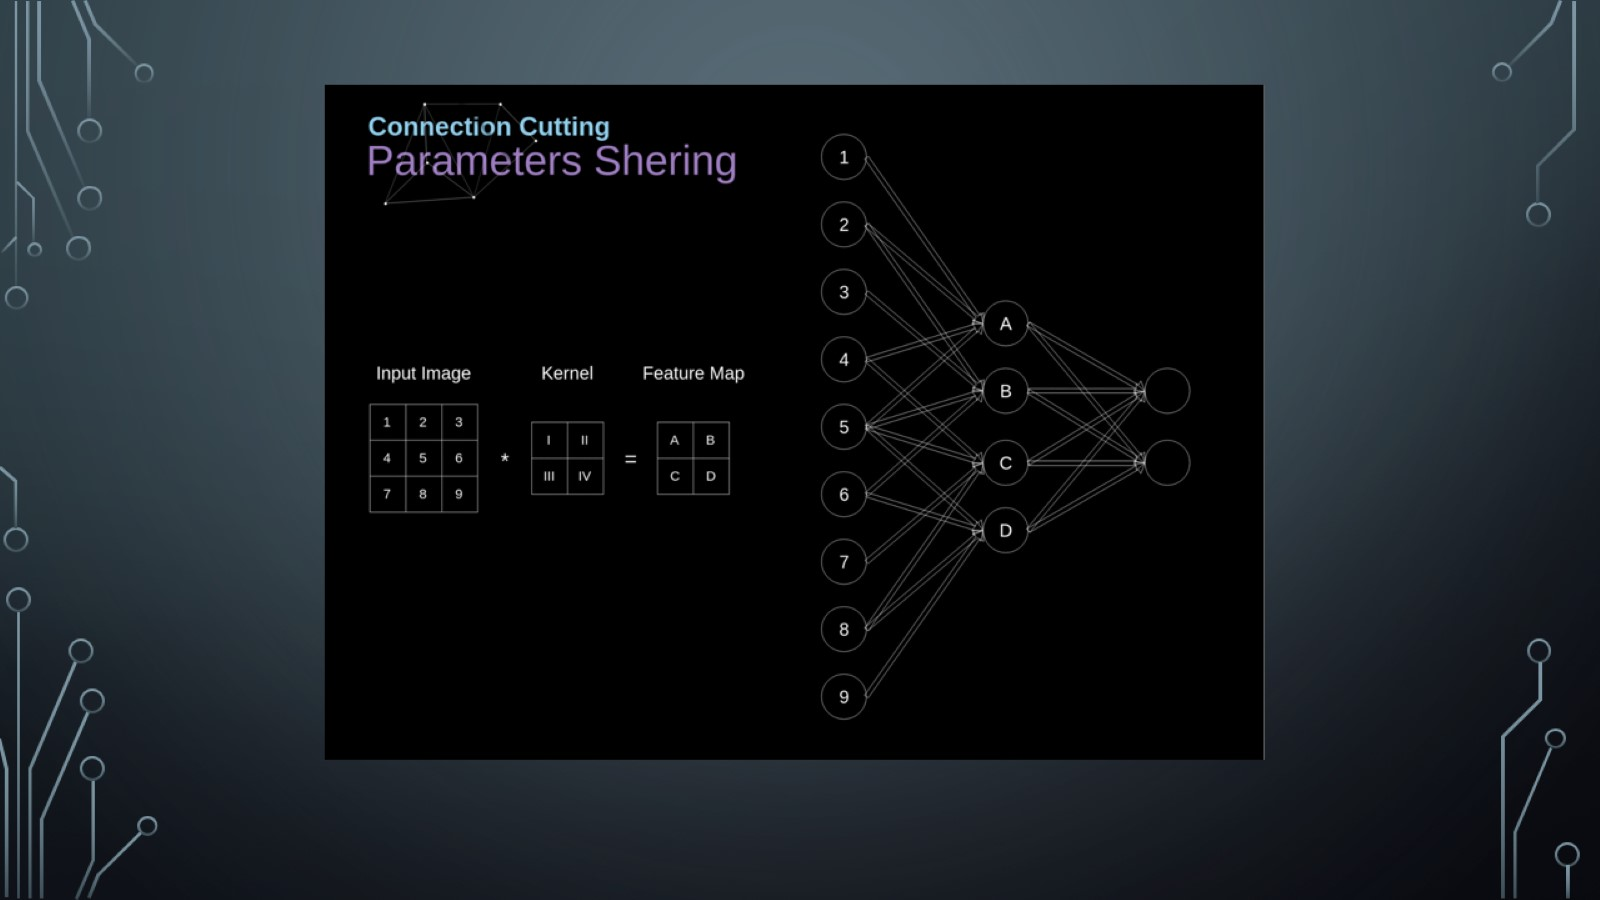 Connection Cutting
Parameters Shering
Input Image Kernel Feature Map
1 2 3
4 5 6
7 8 9
*
I II
III IV
=
A B
C D
1
2
3
4
5
6
7
8
9
A
B
C
D